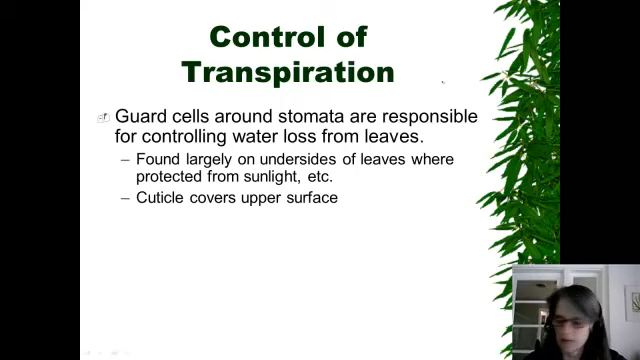 Control of
Transpiration
Guard cells around stomata are responsible
for controlling water loss from leaves.
– Found largely on undersides of leaves where
protected from sunlight, etc.
– Cuticle covers upper surface